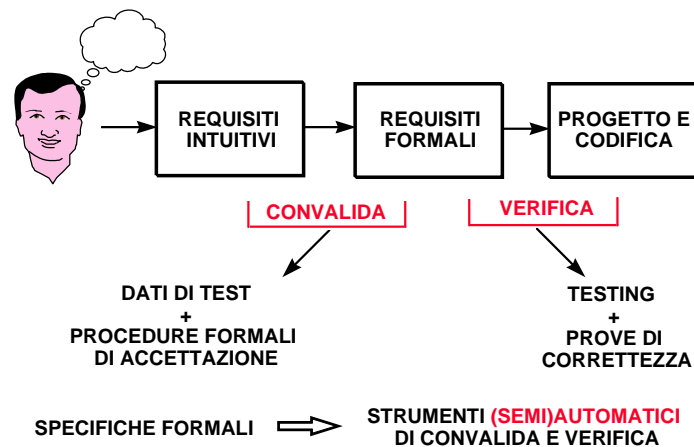 REQUISITI
INTUITIVI
REQUISITI
FORMALI
PROGETTO E
CODIFICA
CONVALIDA
VERIFICA
DATI DI TEST
+
PROCEDURE FORMALI
DI ACCETTAZIONE
TESTING
+
PROVE DI
CORRETTEZZA
SPECIFICHE FORMALI
STRUMENTI (SEMI)AUTOMATICI
DI CONVALIDA E VERIFICA